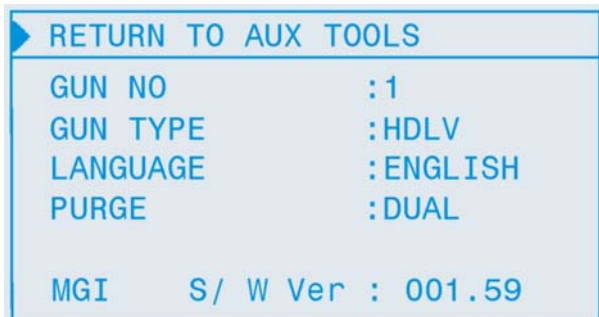 RETURN TO AUX TOOLS
GUN NO :1
GUN TYPE :HDLV
LANGUAGE :ENGLISH
PURGE :DUAL
MGI S/ W Ver : 001.59